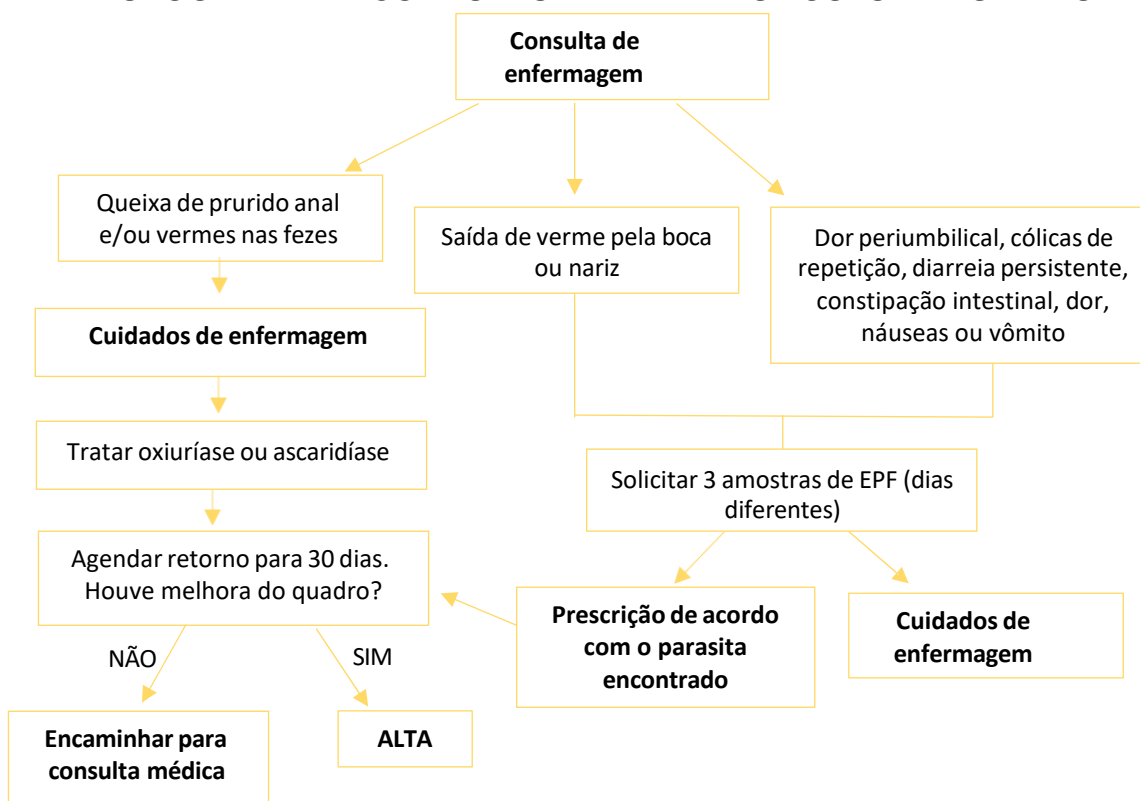 Consulta de
enfermagem
Queixa de prurido anal
e/ou vermes nas fezes
Saída de verme pela boca
ou nariz
Dor periumbilical, cólicas de
repetição, diarreia persistente,
constipação intestinal, dor,
náuseas ou vômito
Cuidados de enfermagem
Tratar oxiuríase ou ascaridíase
Solicitar 3 amostras de EPF (dias
diferentes)
Agendar retorno para 30 dias.
Houve melhora do quadro?
Prescrição de acordo
com o parasita
encontrado
Cuidados de
enfermagem
NÃO
SIM
Encaminhar para
consulta médica
ALTA